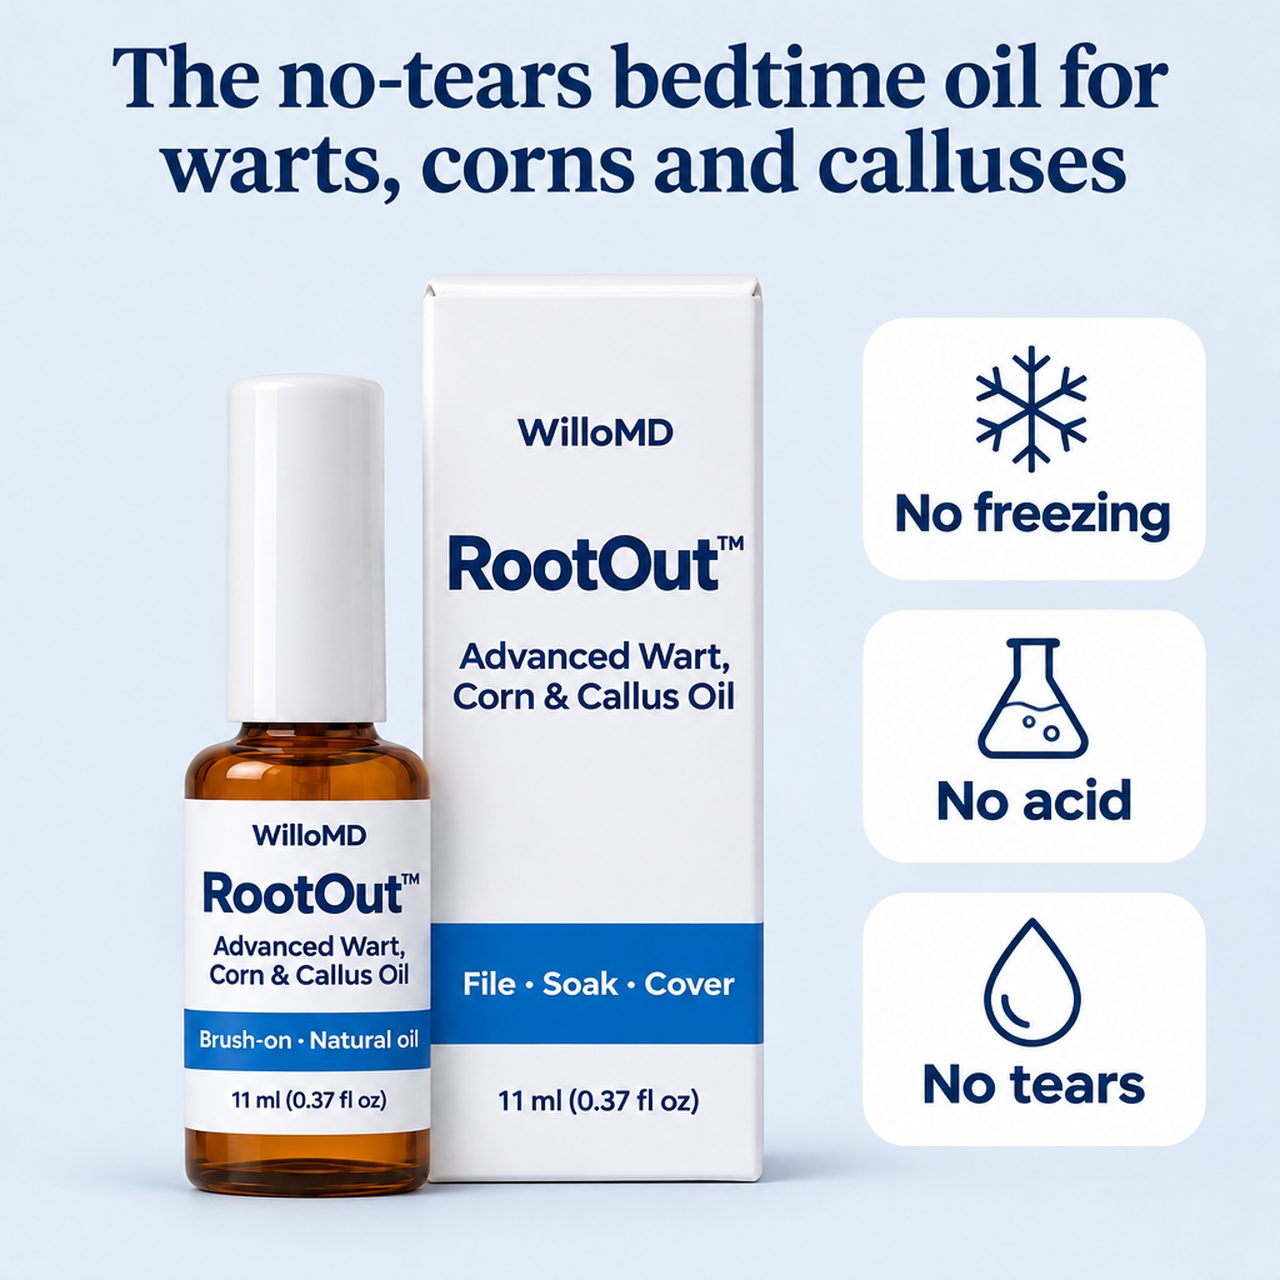 The no-tears bedtime oil for
warts, corns and calluses
WilloMD
RootOut™
Advanced Wart,
Corn & Callus Oil
File • Soak • Cover
11 ml (0.37 fl oz)
WilloMD
RootOut™
Advanced Wart,
Corn & Callus Oil
Brush-on • Natural oil
11 ml (0.37 fl oz)
No freezing
No acid
No tears